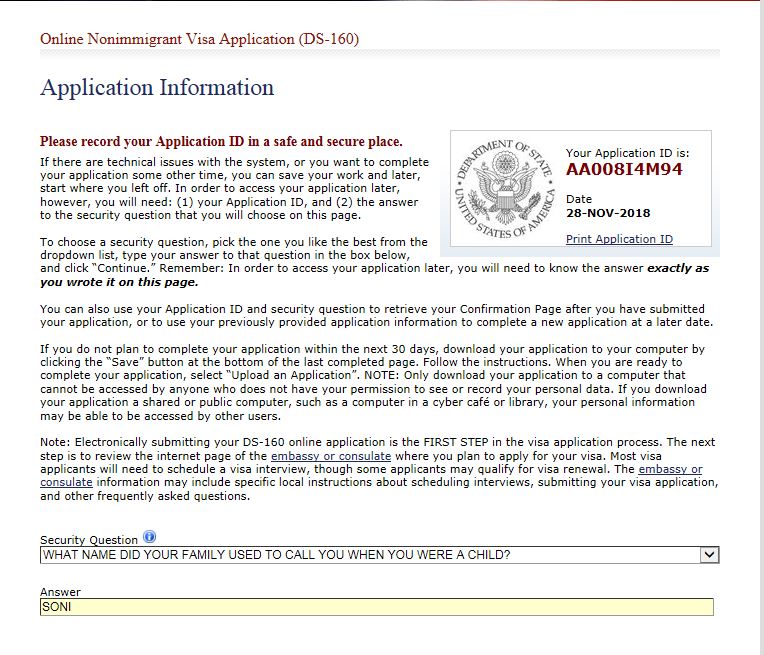 Online Nonimmigrant Visa Application (DS-160)
Application Information
Please record your Application ID in a safe and secure place.
If there are technical issues with the system, or you want to complete
your application some other time, you can save your work and later,
start where you left off. In order to access your application later,
however, you will need: (1) your Application ID, and (2) the answer
to the security question that you will choose on this page.
DEPARTMENT OF STATE
UNITED STATES OF AMERICA
Your Application ID is:
AA008I4M94
Date
28-NOV-2018
Print Application ID
To choose a security question, pick the one you like the best from the
dropdown list, type your answer to that question in the box below,
and click “Continue.” Remember: In order to access your application later, you will need to know the answer exactly as
you wrote it on this page.
You can also use your Application ID and security question to retrieve your Confirmation Page after you have submitted
your application, or to use your previously provided application information to complete a new application at a later date.
If you do not plan to complete your application within the next 30 days, download your application to your computer by
clicking the “Save” button at the bottom of the last completed page. Follow the instructions. When you are ready to
complete your application, select “Upload an Application”. NOTE: Only download your application to a computer that
cannot be accessed by anyone who does not have your permission to see or record your personal data. If you download
your application a shared or public computer, such as a computer in a cyber café or library, your personal information
may be able to be accessed by other users.
Note: Electronically submitting your DS-160 online application is the FIRST STEP in the visa application process. The next
step is to review the internet page of the embassy or consulate where you plan to apply for your visa. Most visa
applicants will need to schedule a visa interview, though some applicants may qualify for visa renewal. The embassy or
consulate information may include specific local instructions about scheduling interviews, submitting your visa application,
and other frequently asked questions.
Security Question
WHAT NAME DID YOUR FAMILY USED TO CALL YOU WHEN YOU WERE A CHILD?
Answer
SONI